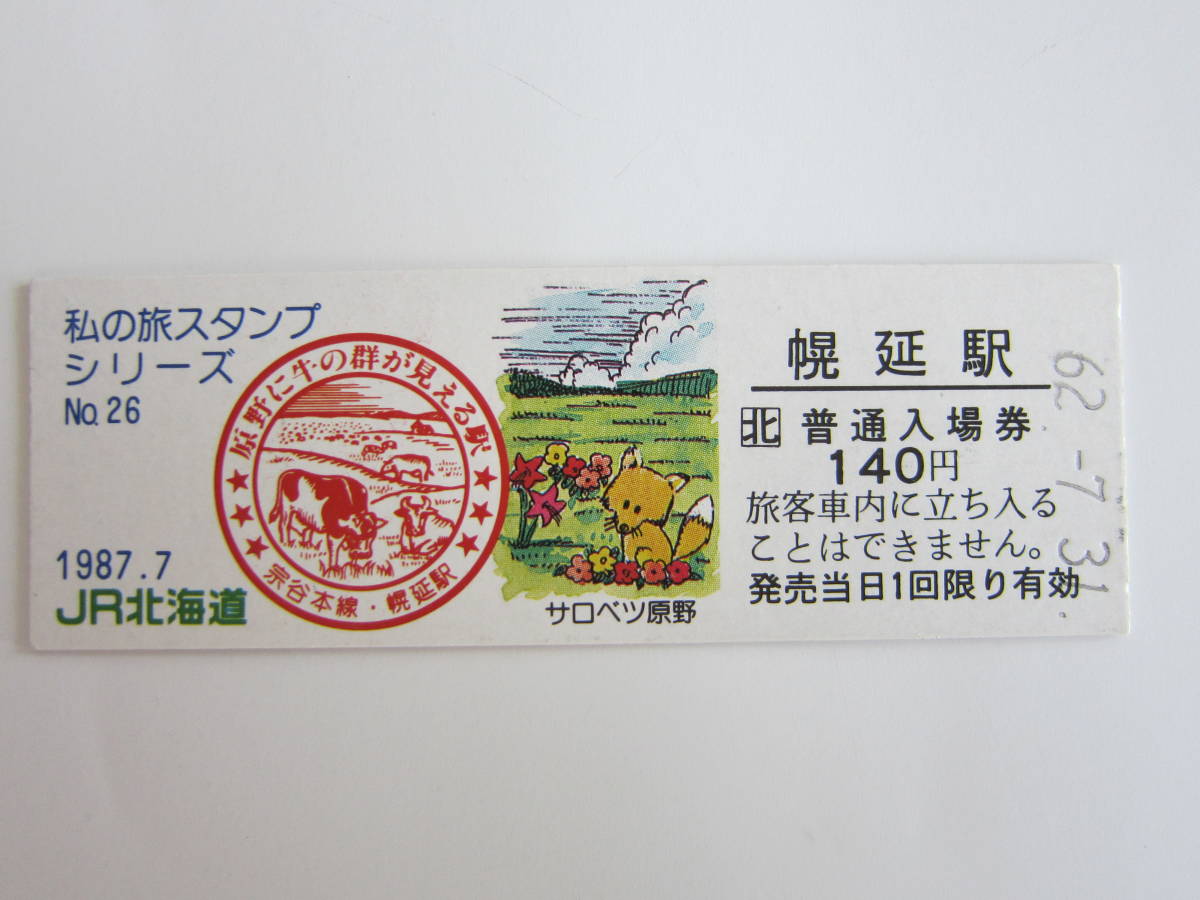 私の旅スタンプ
シリーズ
No.26
1987.7
JR北海道
原野に牛の群が見える駅
宗谷本線・幌延駅
サロベツ原野
幌延駅
北 普通入場券
140円
旅客車内に立ち入る
ことはできません。
発売当日1回限り有効
62.-7.31.